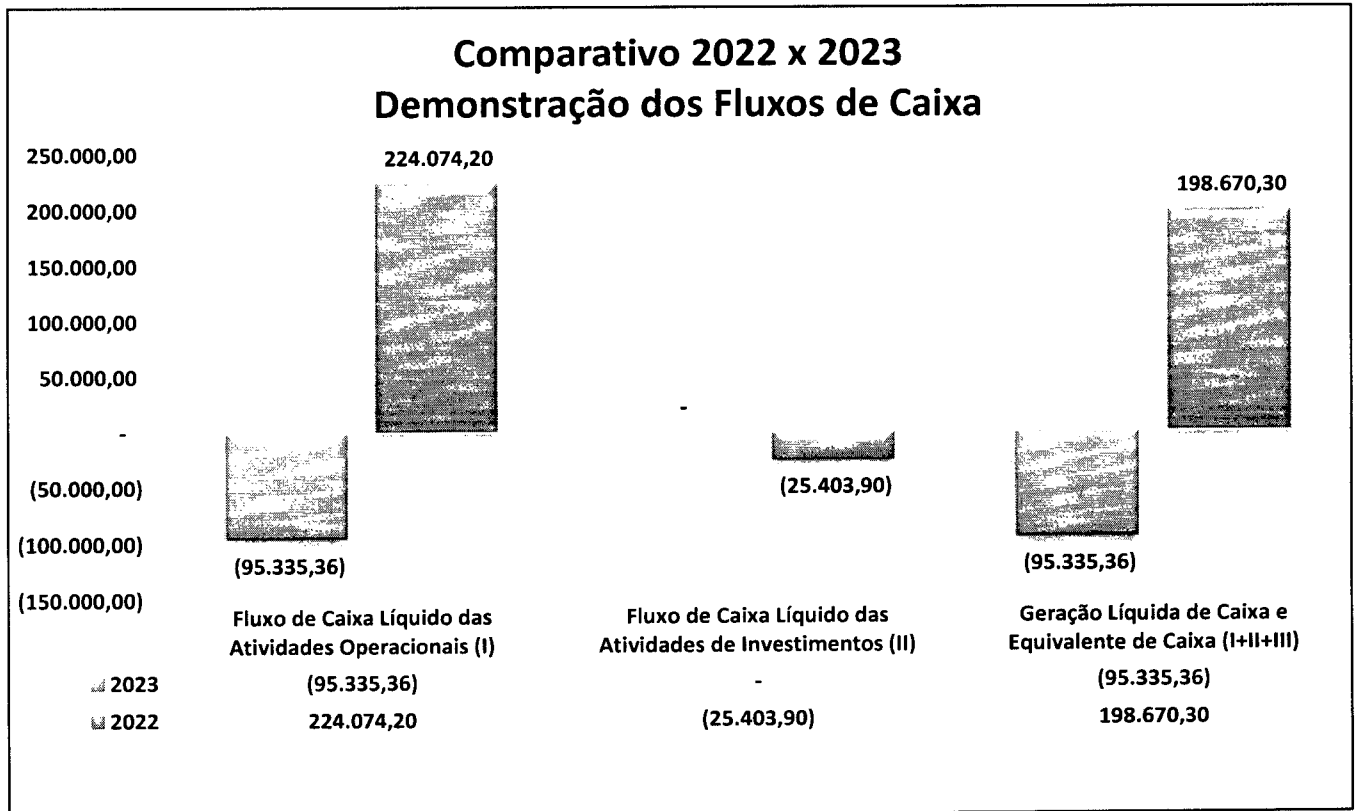 Comparativo 2022 x 2023
Demonstração dos Fluxos de Caixa
250.000,00
200.000,00
150.000,00
100.000,00
50.000,00
-
(50.000,00)
(100.000,00)
(150.000,00)
224.074,20
(95.335,36)
-
(25.403,90)
198.670,30
(95.335,36)
Fluxo de Caixa Líquido das
Atividades Operacionais (I)
Fluxo de Caixa Líquido das
Atividades de Investimentos (II)
Geração Líquida de Caixa e
Equivalente de Caixa (I+II+III)
2023 (95.335,36) - (95.335,36)
2022 224.074,20 (25.403,90) 198.670,30